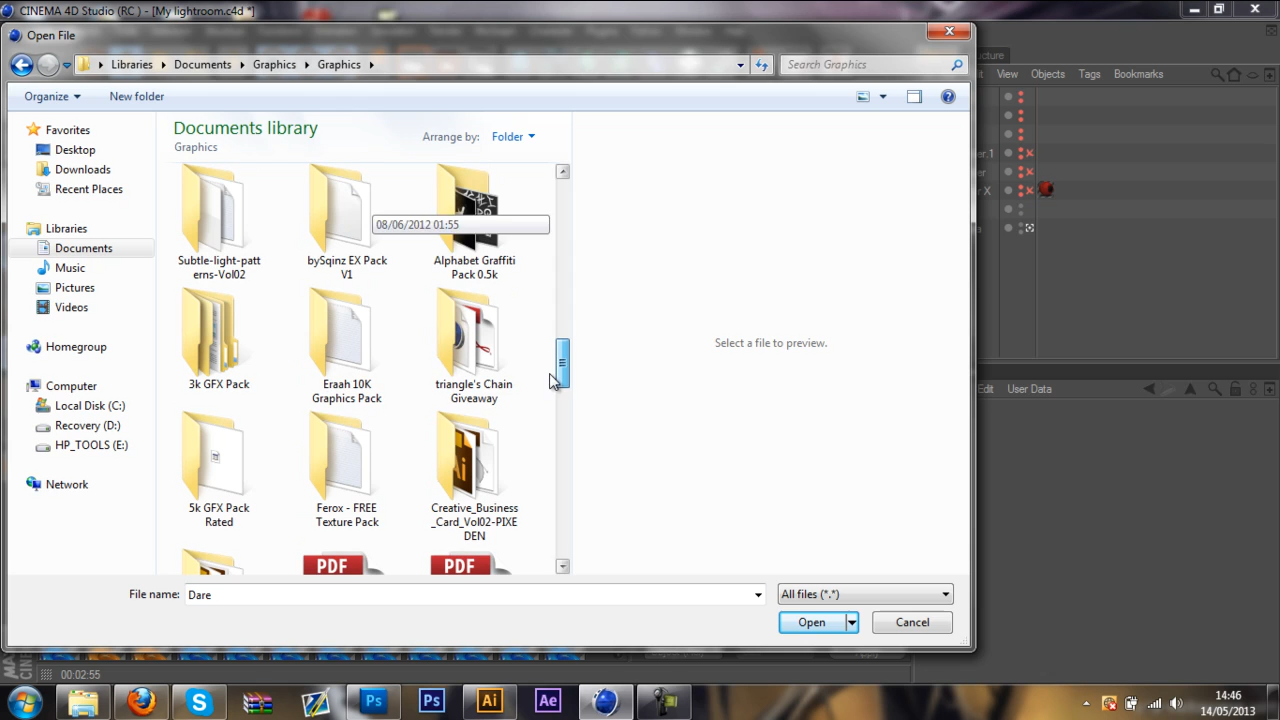 CINEMA 4D Studio (RC ) - [My lightroom.c4d *]
Open File
Libraries Documents Graphics Graphics
Search Graphics
Organize New folder
Documents library
Graphics
Arrange by: Folder
Favorites
Desktop
Downloads
Recent Places
Libraries
Documents
Music
Pictures
Videos
Homegroup
Computer
Local Disk (C:)
Recovery (D:)
HP_TOOLS (E:)
Network
08/06/2012 01:55
Subtle-light-patt
erns-Vol02
bySqinz EX Pack
V1
Alphabet Graffiti
Pack 0.5k
3k GFX Pack
Eraah 10K
Graphics Pack
triangle's Chain
Giveaway
5k GFX Pack
Rated
Ferox - FREE
Texture Pack
Ai
Creative_Business
_Card_Vol02-PIXE
DEN
PDF PDF
Select a file to preview.
File name: Dare
All files (*.*)
Open Cancel
View Objects Tags Bookmarks
Edit User Data
00:02:55
Ps Ps Ai Ae
14:46
14/05/2013